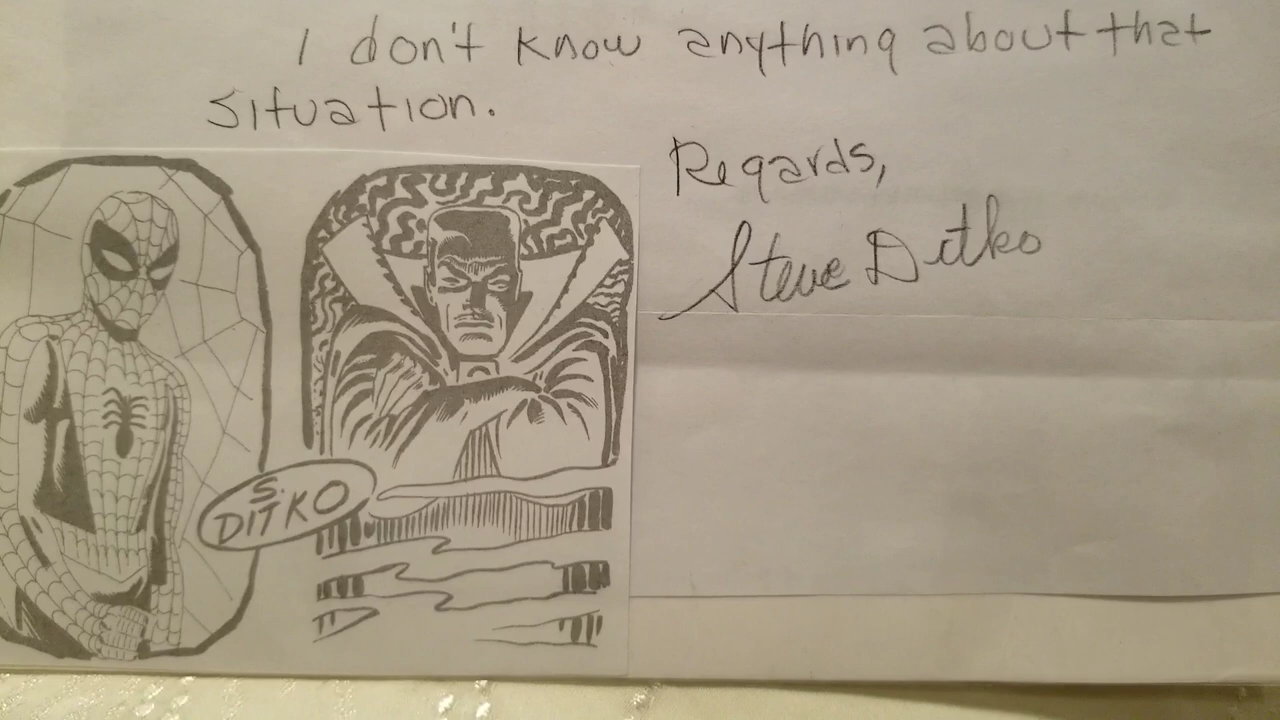 I don't know anything about that
situation.
Regards,
Steve Ditko
S.
DITKO